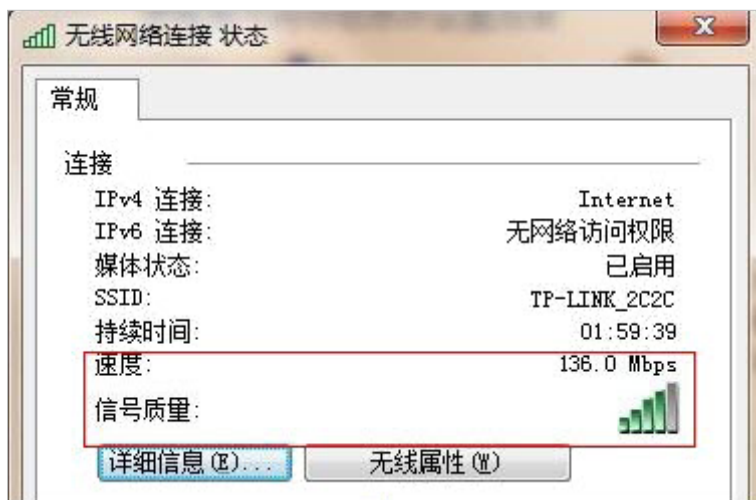 无线网络连接 状态
常规
连接
IPv4 连接: Internet
IPv6 连接: 无网络访问权限
媒体状态: 已启用
SSID: TP-LINK_2C2C
持续时间: 01:59:39
速度: 136.0 Mbps
信号质量:
详细信息(E)... 无线属性(W)